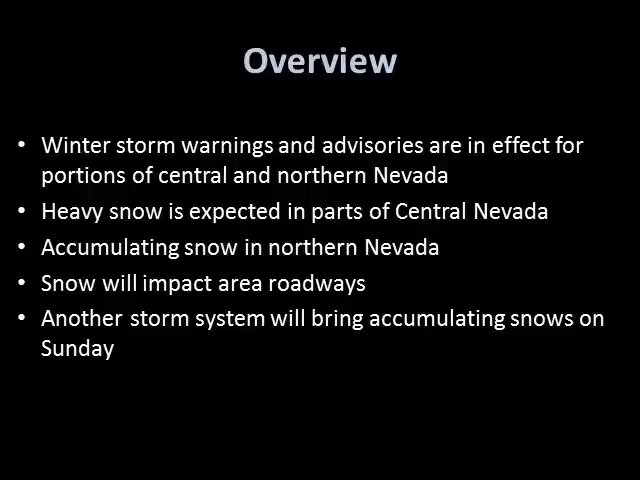 Overview
• Winter storm warnings and advisories are in effect for
portions of central and northern Nevada
• Heavy snow is expected in parts of Central Nevada
• Accumulating snow in northern Nevada
• Snow will impact area roadways
• Another storm system will bring accumulating snows on
Sunday